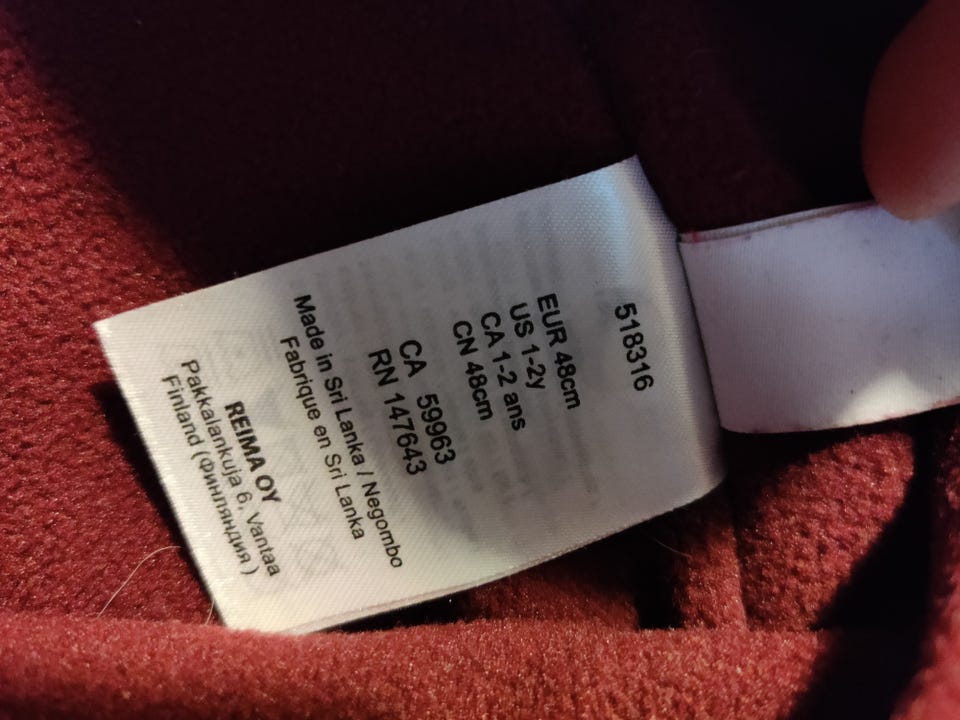 518316
EUR 48cm
US 1-2y
CA 1-2 ans
CN 48cm
CA 59963
RN 147643
Made in Sri Lanka / Negombo
Fabrique en Sri Lanka
REIMA OY
Pakkalankuja 6, Vantaa
Finland (Финляндия)